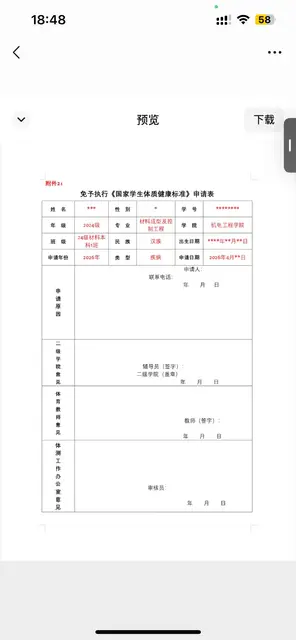 18:48
58
预览
下载
附件2:
免予执行《国家学生体质健康标准》申请表
姓 名 *** 性 别 * 学 号 ********
年 级 2024级 专 业 材料成型及控制工程 学 院 机电工程学院
班 级 24级材料本科1班 民 族 汉族 出生日期 ****年**月**日
申请年份 2026年 类 型 疾病 申请日期 2026年4月**日
申请原因
申请人:
联系电话:
年 月 日
二级学院意见
辅导员(签字):
二级学院(盖章)
年 月 日
体育教师意见
教师(签字):
年 月 日
体测工作办公室意见
审核员:
年 月 日